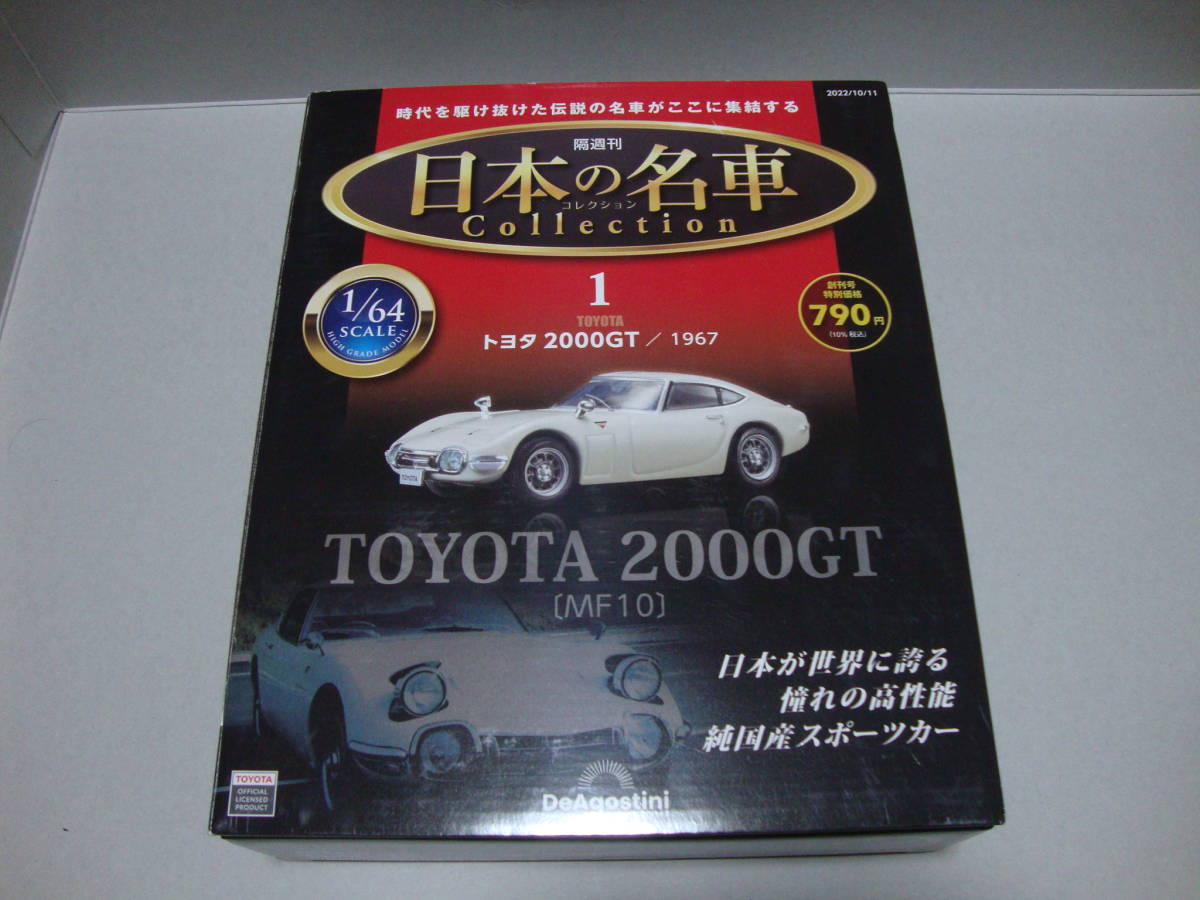 2022/10/11
時代を駆け抜けた伝説の名車がここに集結する
隔週刊
日本の名車
コレクション
Collection
1/64
SCALE
HIGH GRADE MODEL
1
TOYOTA
トヨタ 2000GT / 1967
創刊号
特別価格
790円
(10%税込)
TOYOTA
TOYOTA 2000GT
〔MF10〕
日本が世界に誇る
憧れの高性能
純国産スポーツカー
TOYOTA
OFFICIAL
LICENSED
PRODUCT
DeAgostini